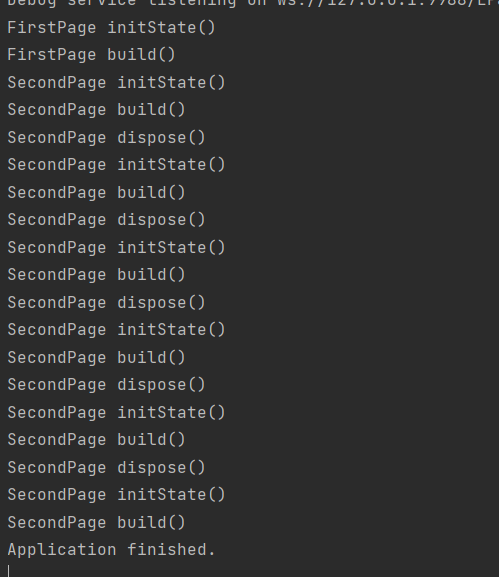 Debug service listening on ws://127.0.0.1:9988/
FirstPage initState()
FirstPage build()
SecondPage initState()
SecondPage build()
SecondPage dispose()
SecondPage initState()
SecondPage build()
SecondPage dispose()
SecondPage initState()
SecondPage build()
SecondPage dispose()
SecondPage initState()
SecondPage build()
SecondPage dispose()
SecondPage initState()
SecondPage build()
SecondPage dispose()
SecondPage initState()
SecondPage build()
Application finished.